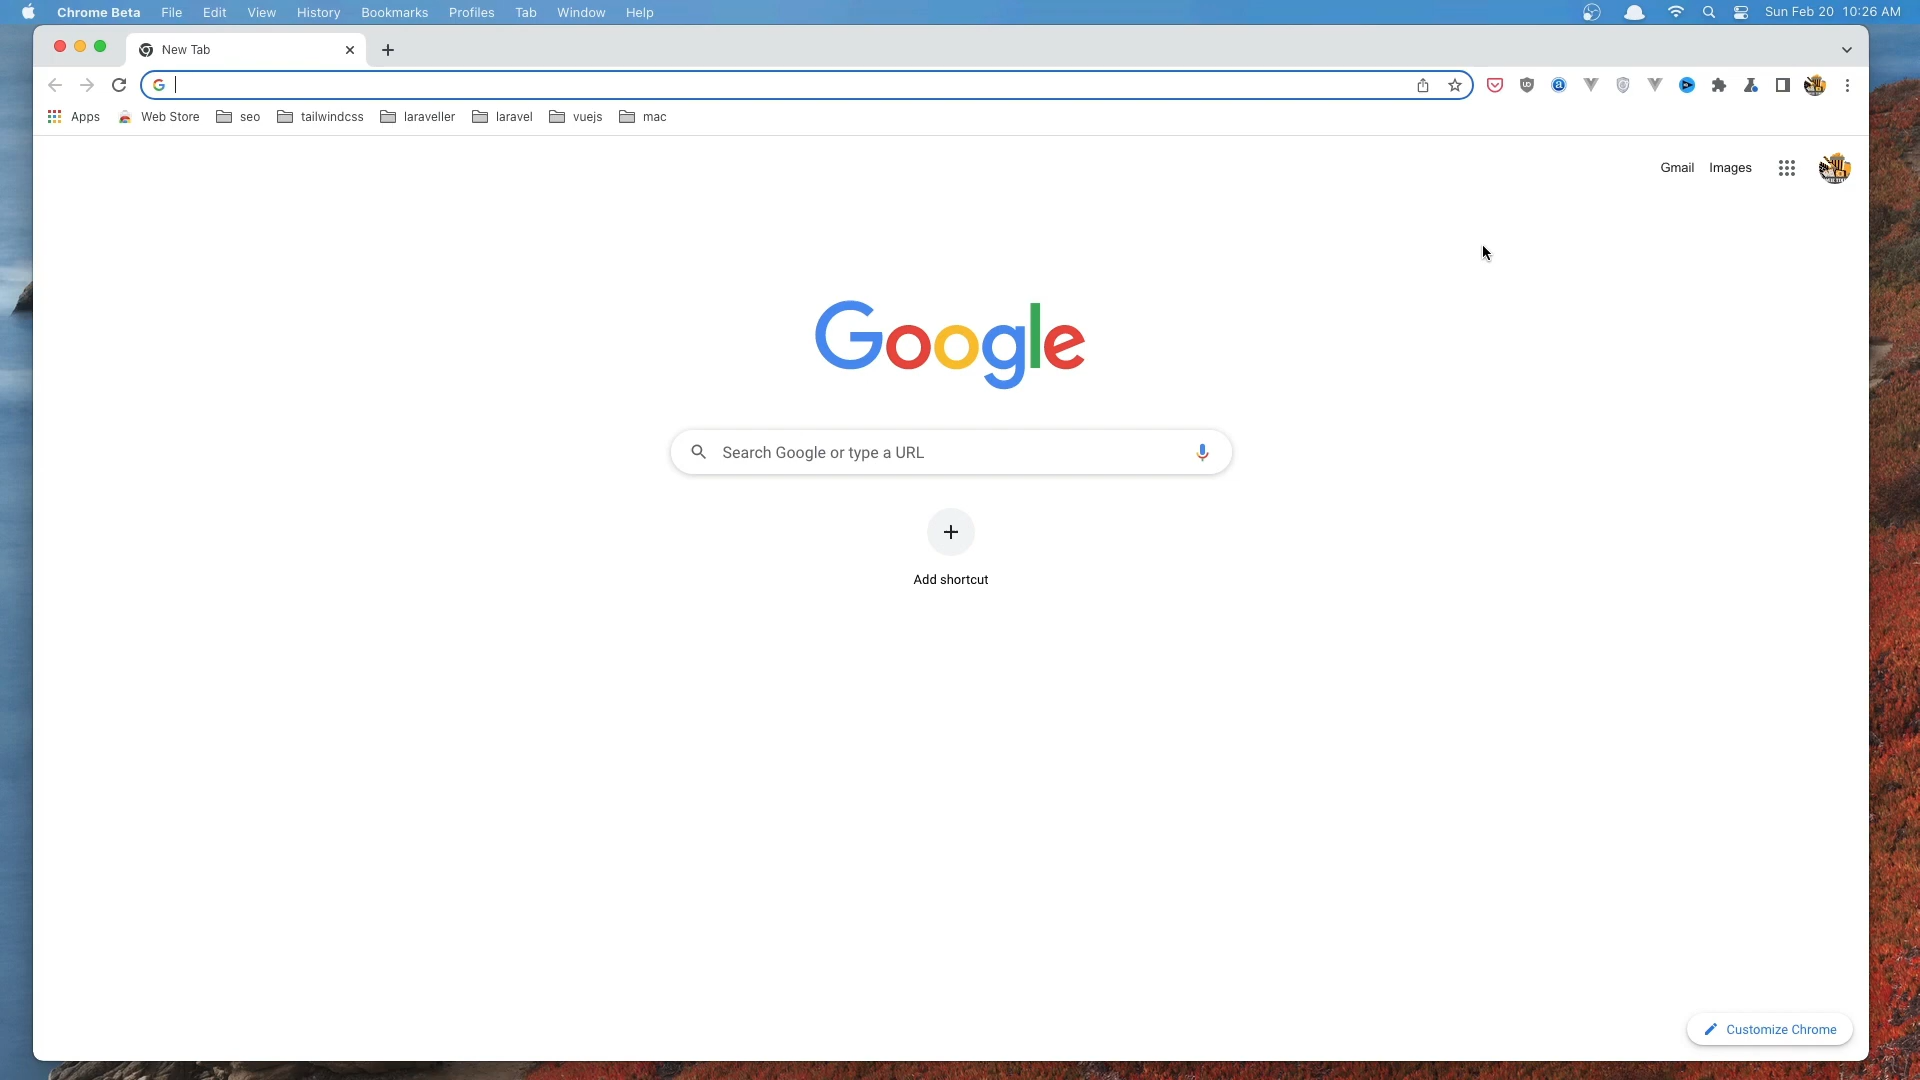 Chrome Beta File Edit View History Bookmarks Profiles Tab Window Help Sun Feb 20 10:26 AM
New Tab
Apps Web Store seo tailwindcss laraveller laravel vuejs mac
Gmail Images
Google
Search Google or type a URL
Add shortcut
Customize Chrome